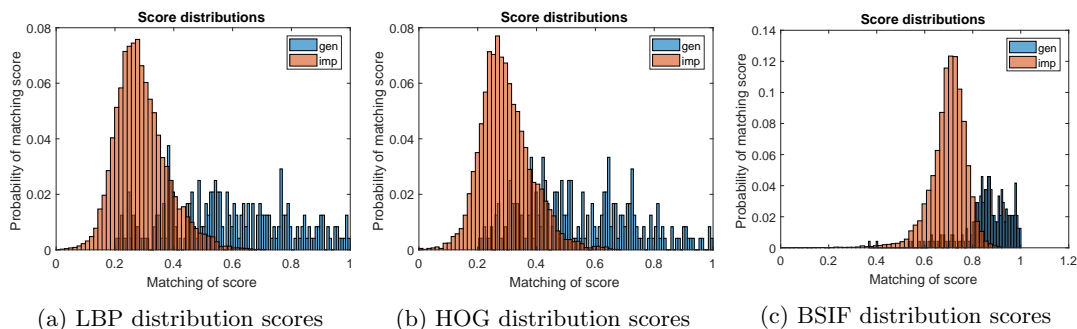 Score distributions
0.08
0.06
0.04
0.02
0
Probability of matching score
gen
imp
0 0.2 0.4 0.6 0.8 1
Matching of score
(a) LBP distribution scores
Score distributions
0.08
0.06
0.04
0.02
0
Probability of matching score
gen
imp
0 0.2 0.4 0.6 0.8 1
Matching of score
(b) HOG distribution scores
Score distributions
0.14
0.12
0.10
0.08
0.06
0.04
0.02
0
Probability of matching score
gen
imp
0 0.2 0.4 0.6 0.8 1 1.2
Matching of score
(c) BSIF distribution scores